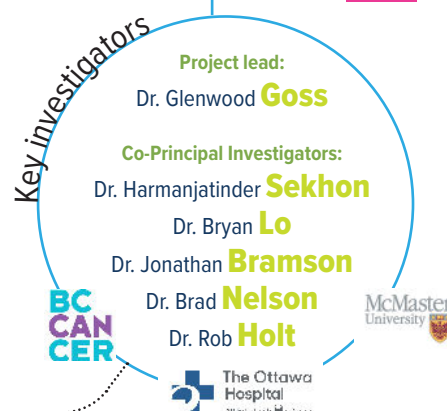 Key investigators
Project lead:
Dr. Glenwood Goss
Co-Principal Investigators:
Dr. Harmanjatinder Sekhon
Dr. Bryan Lo
Dr. Jonathan Bramson
Dr. Brad Nelson
Dr. Rob Holt
BC
CAN
CER
McMaster
University
The Ottawa
Hospital